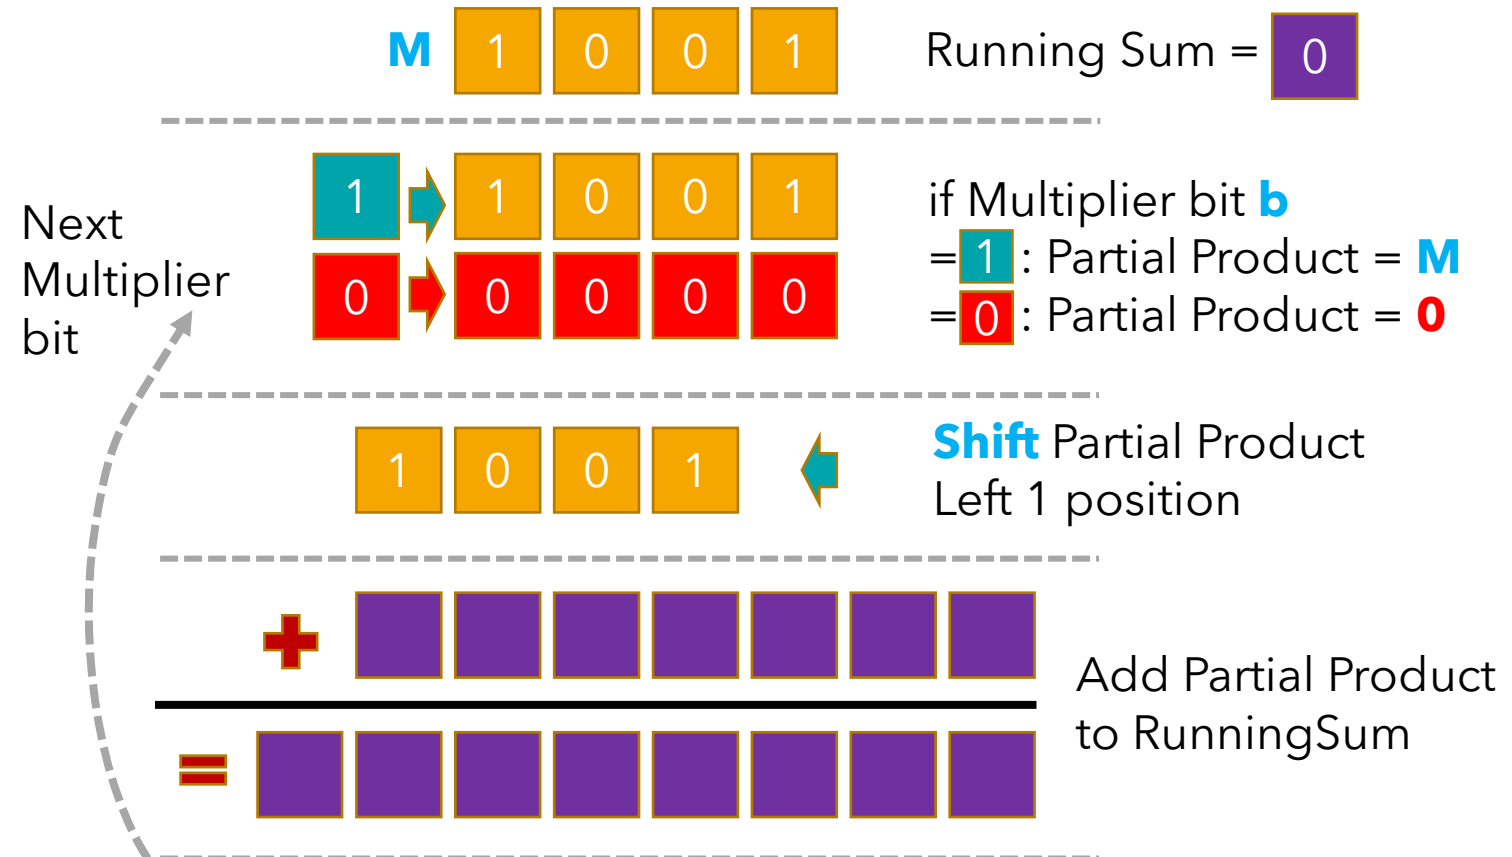 M 1 0 0 1
Running Sum = 0
Next
Multiplier
bit
1 1 0 0 1
0 0 0 0 0
if Multiplier bit b
= 1 : Partial Product = M
= 0 : Partial Product = 0
1 0 0 1
Shift Partial Product
Left 1 position
+
=
Add Partial Product
to RunningSum